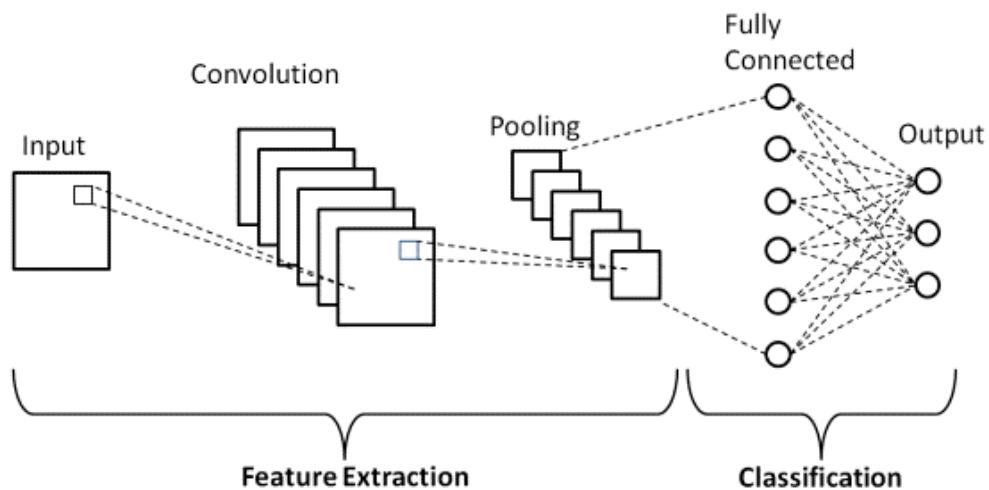 Input
Convolution
Pooling
Fully
Connected
Output
Feature Extraction
Classification